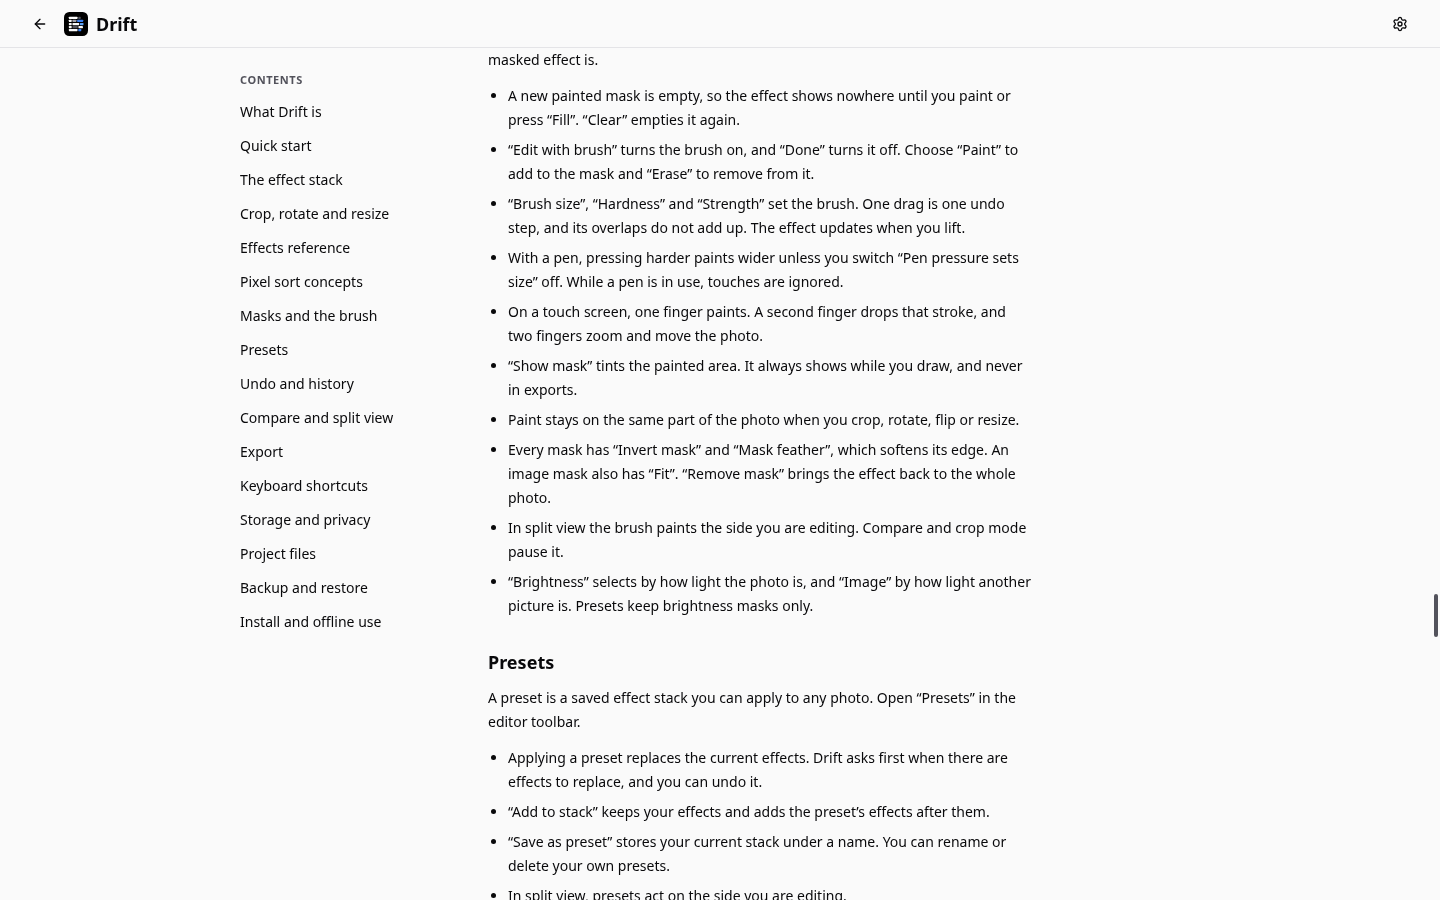 Drift
CONTENTS
What Drift is
Quick start
The effect stack
Crop, rotate and resize
Effects reference
Pixel sort concepts
Masks and the brush
Presets
Undo and history
Compare and split view
Export
Keyboard shortcuts
Storage and privacy
Project files
Backup and restore
Install and offline use
masked effect is.
A new painted mask is empty, so the effect shows nowhere until you paint or
press “Fill”. “Clear” empties it again.
“Edit with brush” turns the brush on, and “Done” turns it off. Choose “Paint” to
add to the mask and “Erase” to remove from it.
“Brush size”, “Hardness” and “Strength” set the brush. One drag is one undo
step, and its overlaps do not add up. The effect updates when you lift.
With a pen, pressing harder paints wider unless you switch “Pen pressure sets
size” off. While a pen is in use, touches are ignored.
On a touch screen, one finger paints. A second finger drops that stroke, and
two fingers zoom and move the photo.
“Show mask” tints the painted area. It always shows while you draw, and never
in exports.
Paint stays on the same part of the photo when you crop, rotate, flip or resize.
Every mask has “Invert mask” and “Mask feather”, which softens its edge. An
image mask also has “Fit”. “Remove mask” brings the effect back to the whole
photo.
In split view the brush paints the side you are editing. Compare and crop mode
pause it.
“Brightness” selects by how light the photo is, and “Image” by how light another
picture is. Presets keep brightness masks only.
Presets
A preset is a saved effect stack you can apply to any photo. Open “Presets” in the
editor toolbar.
Applying a preset replaces the current effects. Drift asks first when there are
effects to replace, and you can undo it.
“Add to stack” keeps your effects and adds the preset’s effects after them.
“Save as preset” stores your current stack under a name. You can rename or
delete your own presets.
In split view, presets act on the side you are editing.